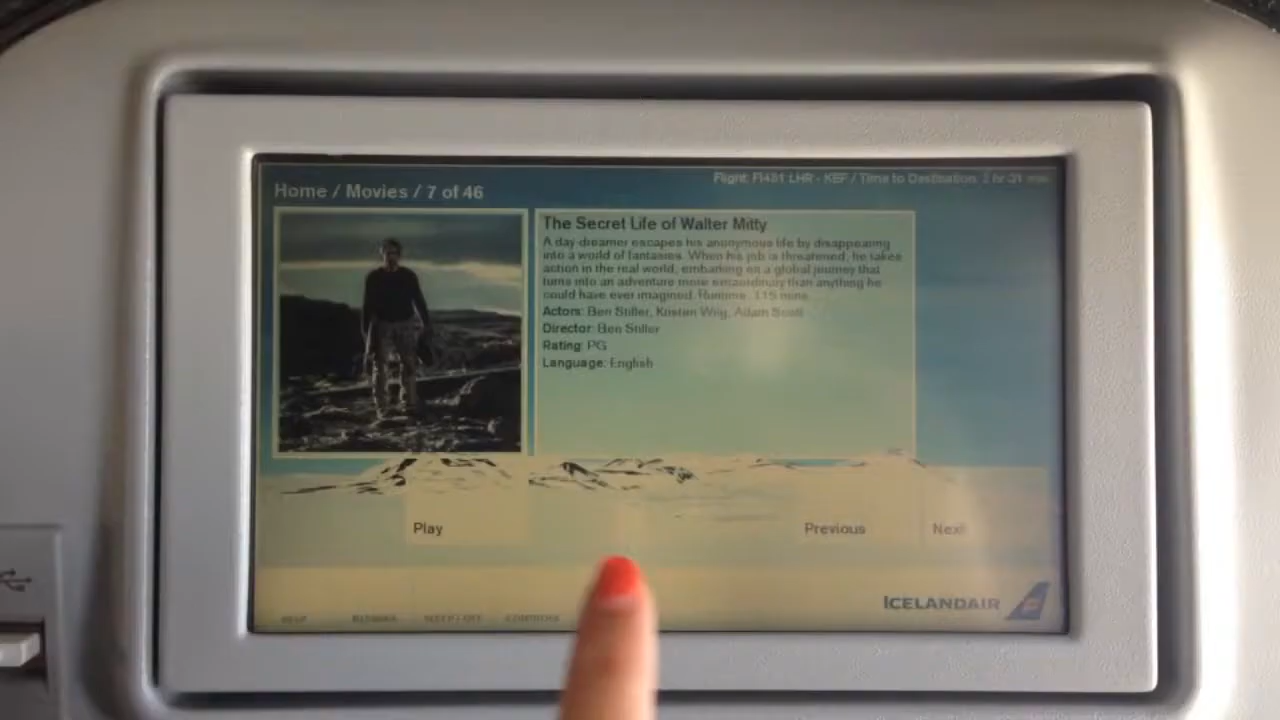 Home / Movies / 7 of 46
Flight: FI451 LHR - KEF / Time to Destination: 2 hr 31 min
The Secret Life of Walter Mitty
A day-dreamer escapes his anonymous life by disappearing
into a world of fantasies. When his job is threatened, he takes
action in the real world, embarking on a global journey that
turns into an adventure more extraordinary than anything he
could have ever imagined. Runtime: 115 mins.
Actors: Ben Stiller, Kristen Wiig, Adam Scott
Director: Ben Stiller
Rating: PG
Language: English
Play
Previous
Next
ICELANDAIR
HELP